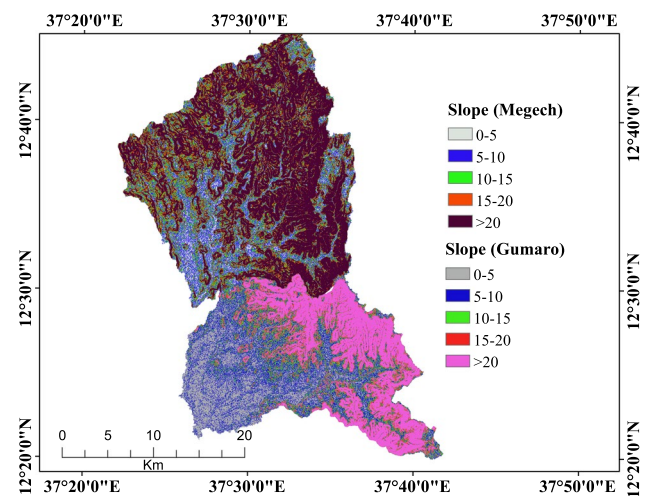 37°20'0"E 37°30'0"E 37°40'0"E 37°50'0"E
12°40'0"N 12°40'0"N
Slope (Megech)
0-5
5-10
10-15
15-20
>20
Slope (Gumaro)
0-5
5-10
10-15
15-20
>20
12°30'0"N 12°30'0"N
0 5 10 20
Km
12°20'0"N 12°20'0"N
37°20'0"E 37°30'0"E 37°40'0"E 37°50'0"E